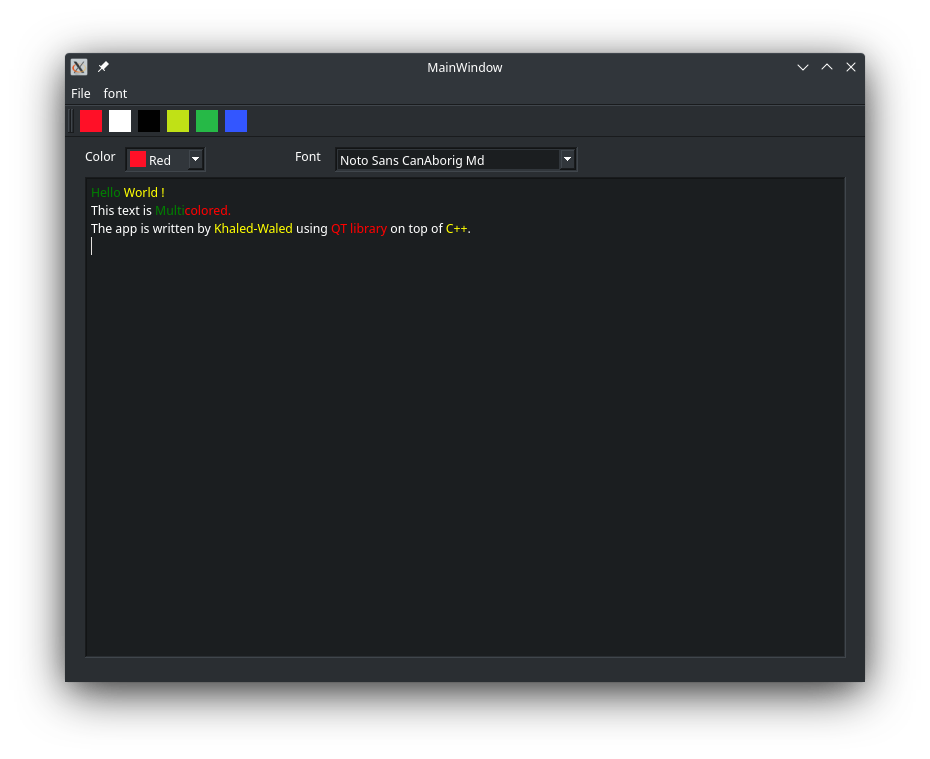 MainWindow
File font
Color Red Font Noto Sans CanAborig Md
Hello World !
This text is Multicolored.
The app is written by Khaled-Waled using QT library on top of C++.